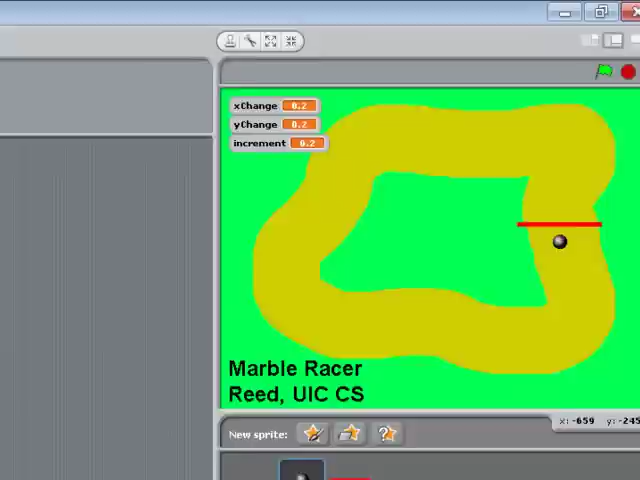 xChange 0.2
yChange 0.2
increment 0.2
Marble Racer
Reed, UIC CS
x: -659 y: -245
New sprite: